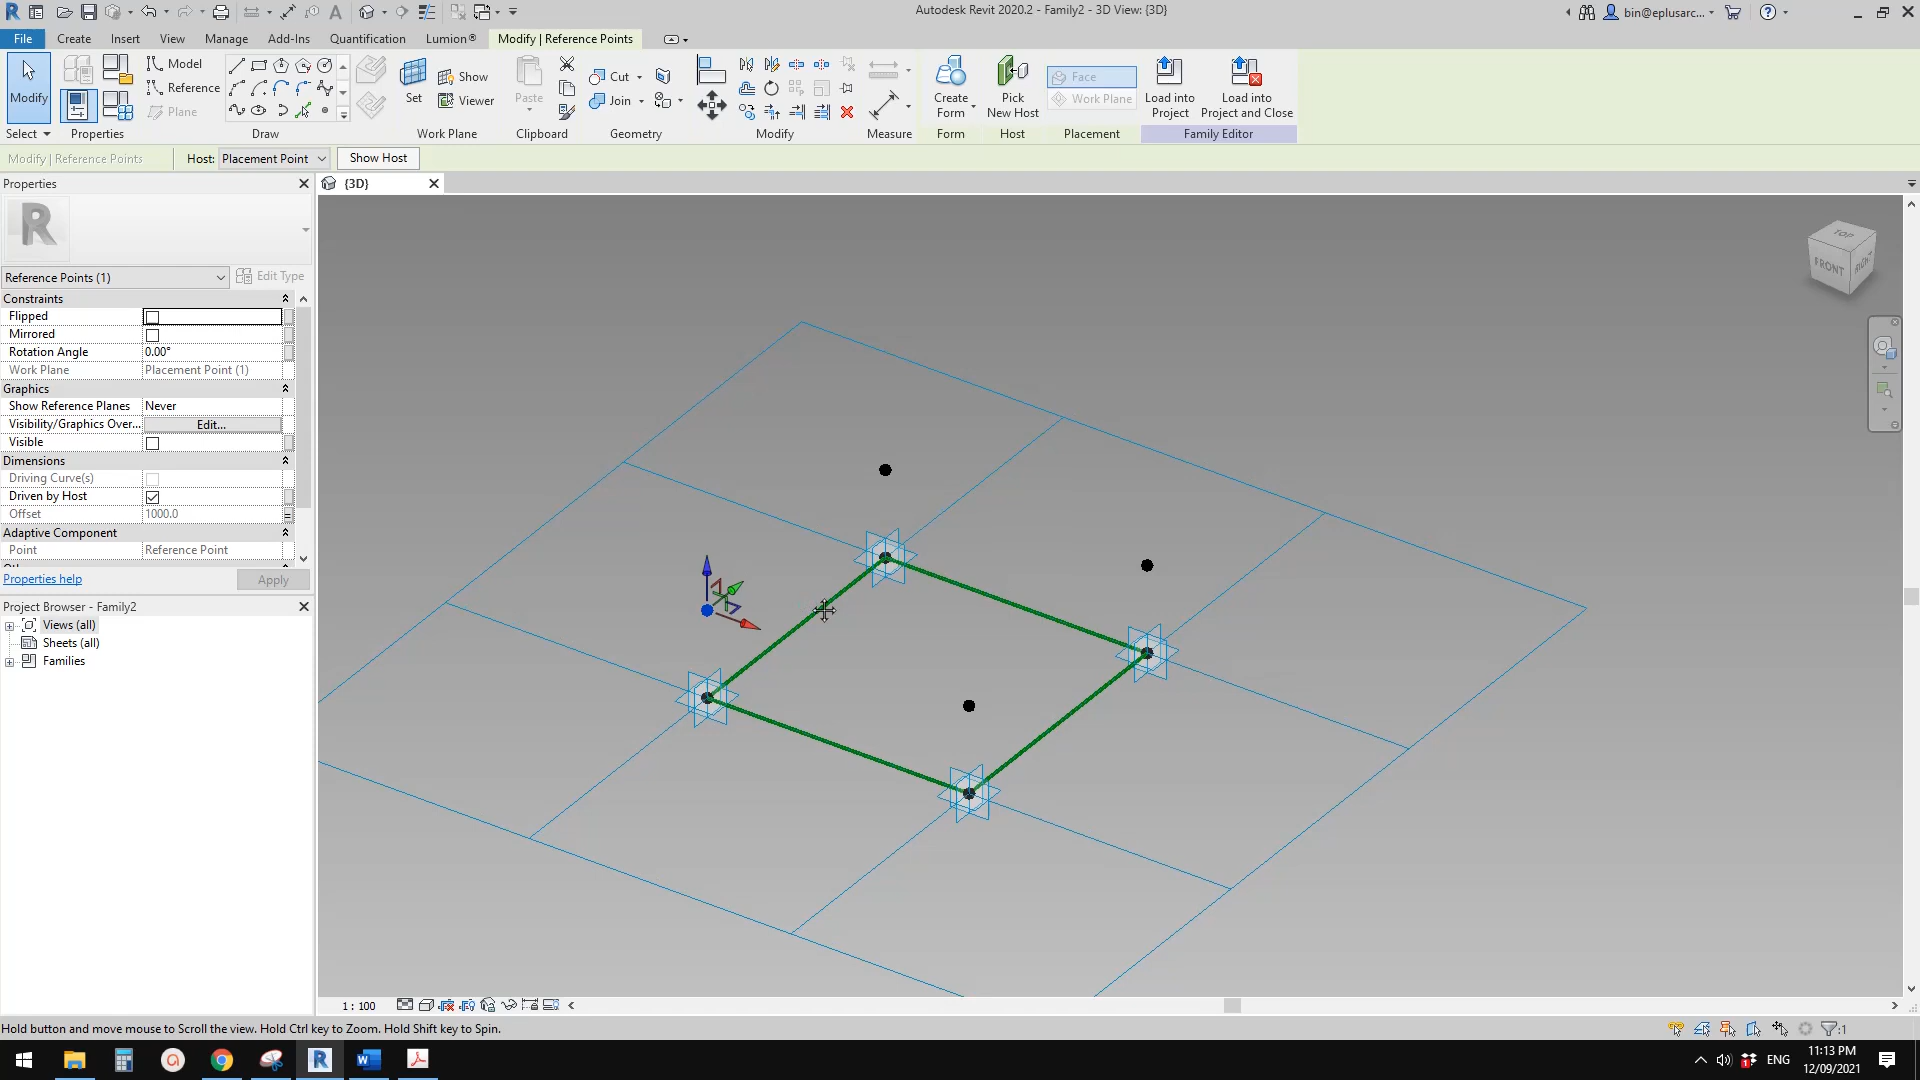 Autodesk Revit 2020.2 - Family2 - 3D View: {3D}
bin@eplusarc...
File Create Insert View Manage Add-Ins Quantification Lumion® Modify | Reference Points
Modify
Model
Reference
Plane
Set
Show
Viewer
Paste
Cut
Join
Create
Form
Pick
New Host
Face
Work Plane
Load into
Project
Load into
Project and Close
Select Properties Draw Work Plane Clipboard Geometry Modify Measure Form Host Placement Family Editor
Modify | Reference Points Host: Placement Point Show Host
Properties
{3D}
R
Reference Points (1) Edit Type
Constraints
Flipped
Mirrored
Rotation Angle 0.00°
Work Plane Placement Point (1)
Graphics
Show Reference Planes Never
Visibility/Graphics Over... Edit...
Visible
Dimensions
Driving Curve(s)
Driven by Host
Offset 1000.0
Adaptive Component
Point Reference Point
Properties help Apply
Project Browser - Family2
Views (all)
Sheets (all)
Families
TOP
FRONT
RIGHT
1 : 100
Hold button and move mouse to Scroll the view. Hold Ctrl key to Zoom. Hold Shift key to Spin.
:1
ENG
11:13 PM
12/09/2021